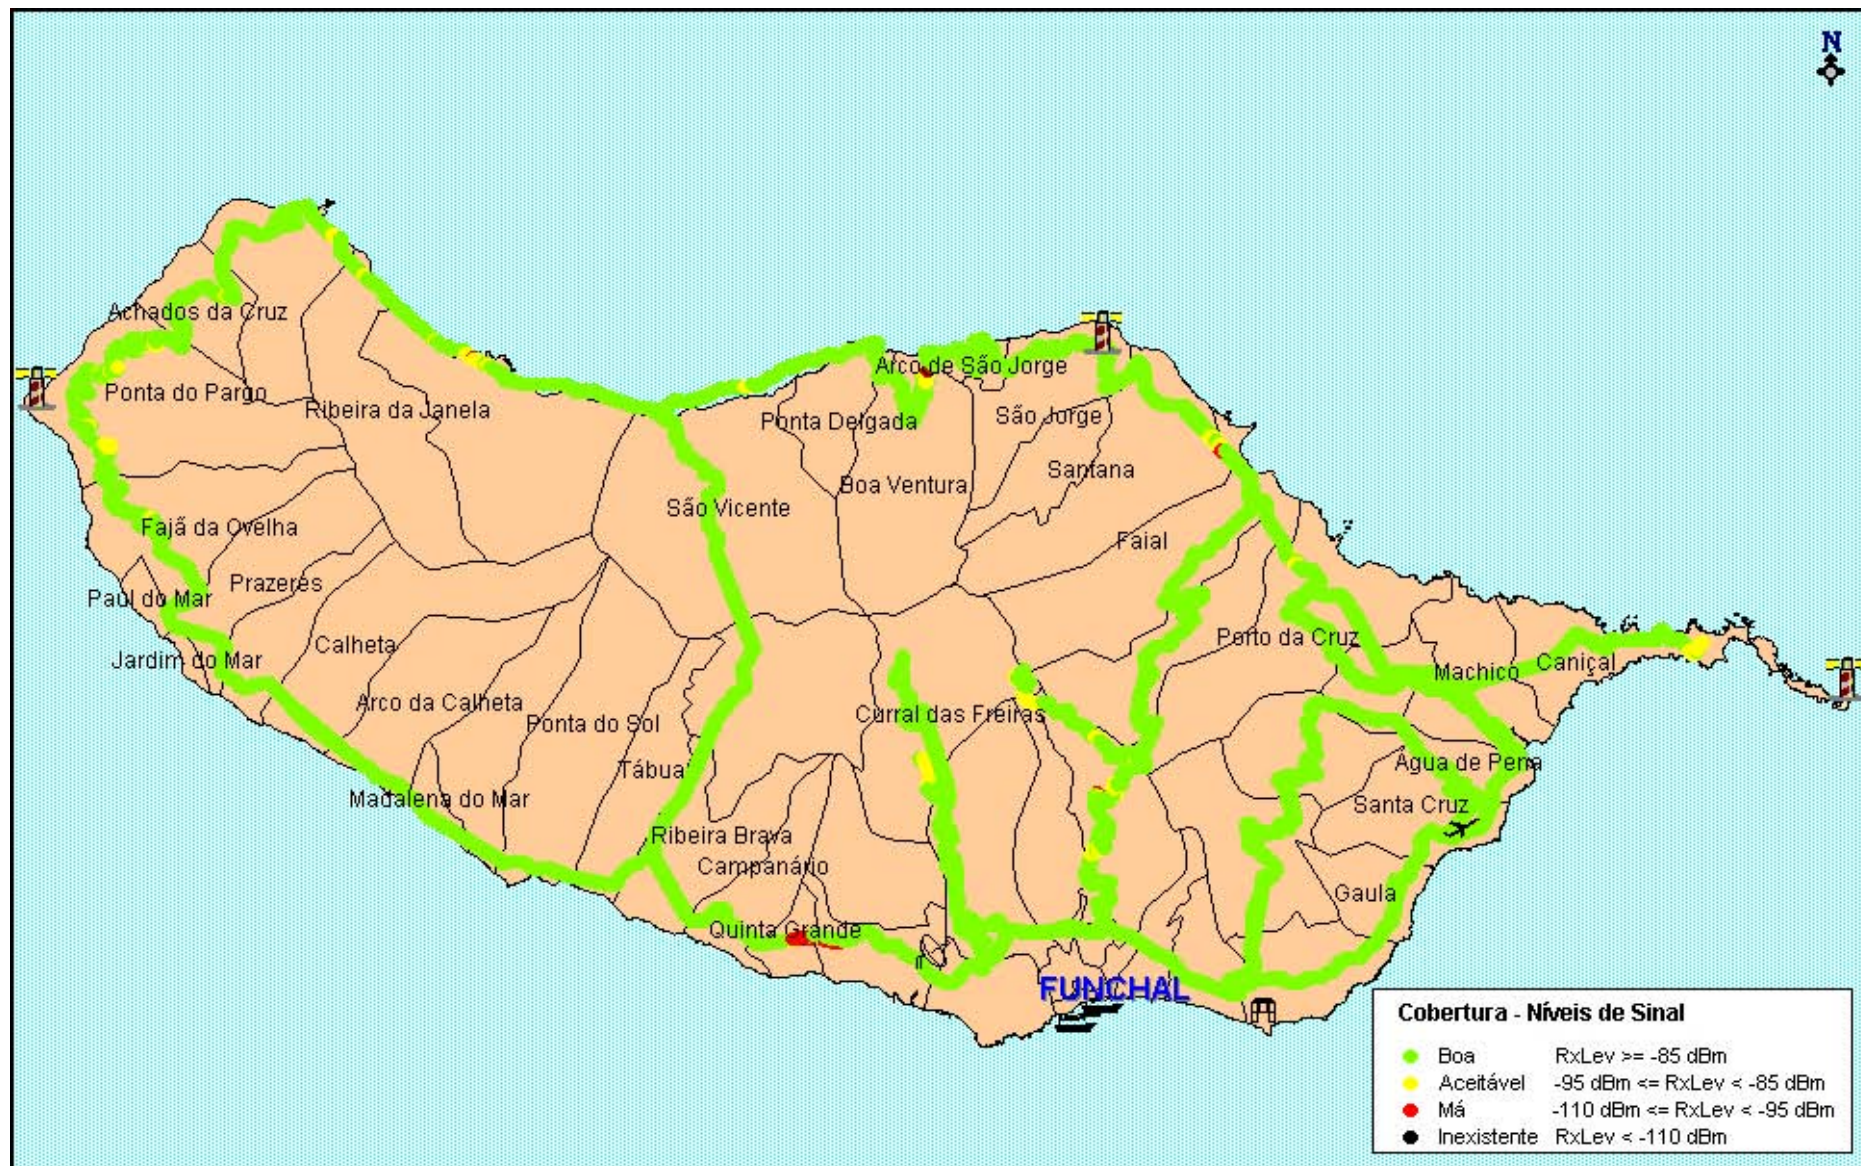 N
Achados da Cruz
Arco de São Jorge
Ponta do Pargo
Ribeira da Janela
Ponta Delgada
São Jorge
Santana
Boa Ventura
São Vicente
Fajã da Ovelha
Faial
Prazeres
Paul do Mar
Porto da Cruz
Calheta
Jardim do Mar
Caniçal
Machico
Arco da Calheta
Curral das Freiras
Ponta do Sol
Tábua
Água de Pena
Madalena do Mar
Santa Cruz
Ribeira Brava
Campanário
Gaula
Quinta Grande
FUNCHAL
Cobertura - Níveis de Sinal
Boa RxLev >= -85 dBm
Aceitável -95 dBm <= RxLev < -85 dBm
Má -110 dBm <= RxLev < -95 dBm
Inexistente RxLev < -110 dBm